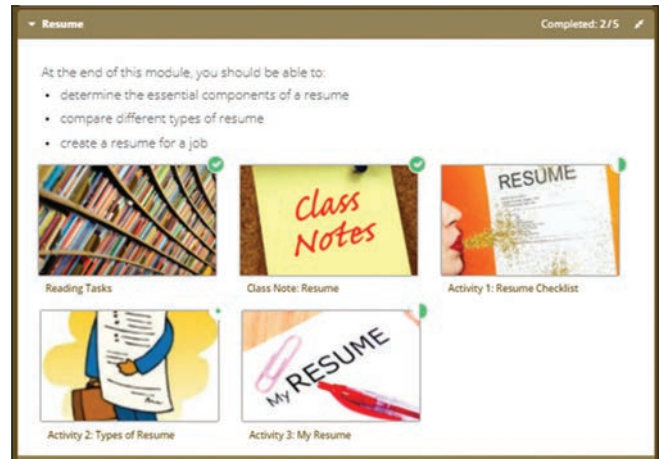 Resume
Completed: 2/5
At the end of this module, you should be able to:
• determine the essential components of a resume
• compare different types of resume
• create a resume for a job
Class
Notes
RESUME
Reading Tasks
Class Note: Resume
Activity 1: Resume Checklist
My RESUME
Activity 2: Types of Resume
Activity 3: My Resume